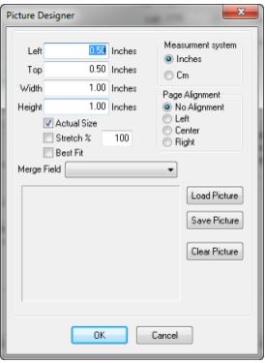 Picture Designer
Left 0.50 Inches
Top 0.50 Inches
Width 1.00 Inches
Height 1.00 Inches
Actual Size
Stretch % 100
Best Fit
Merge Field
Measurment system
Inches
Cm
Page Alignment
No Alignment
Left
Center
Right
Load Picture
Save Picture
Clear Picture
OK Cancel